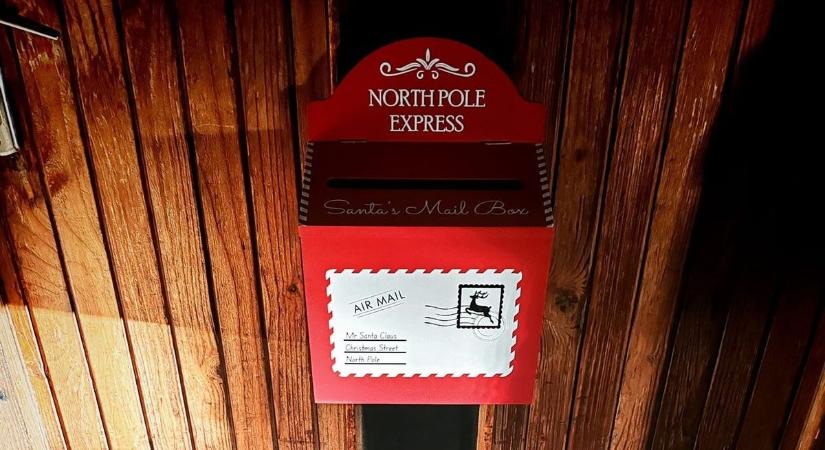 NORTH POLE
EXPRESS
Santa's Mail Box
AIR MAIL
Mr Santa Claus
Christmas Street
North Pole